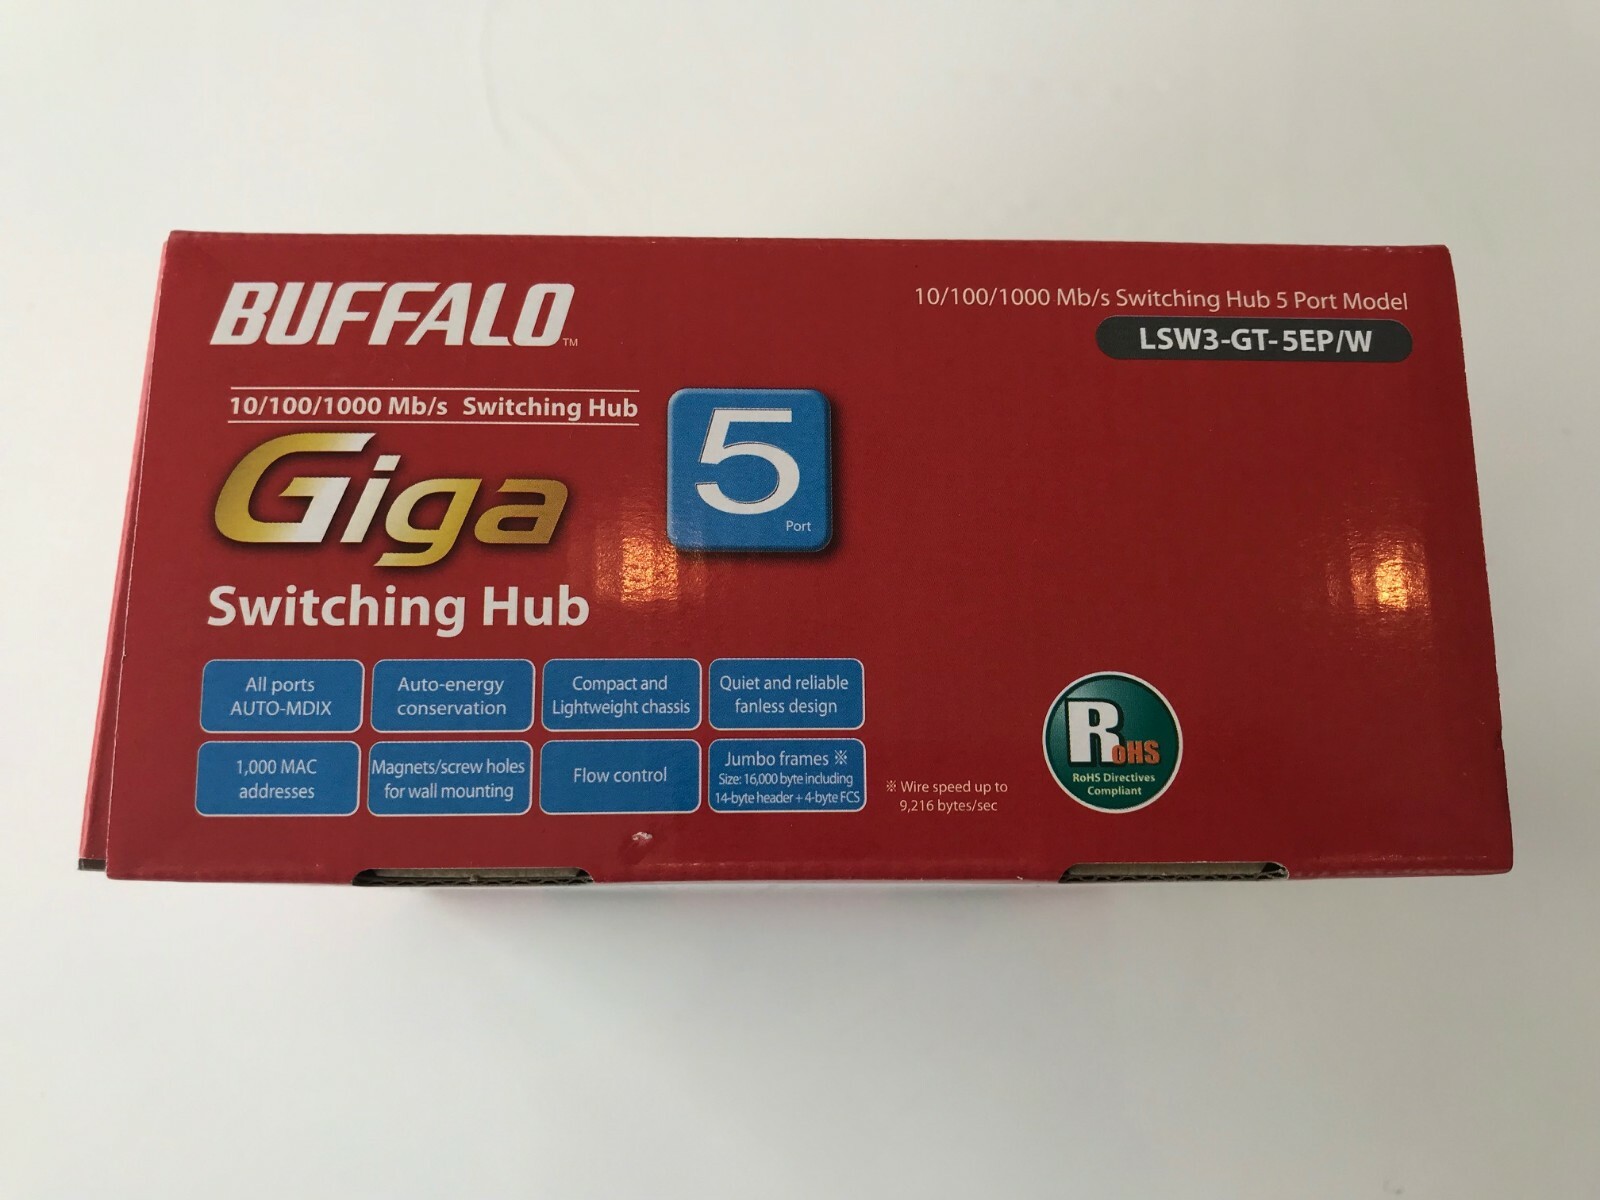 BUFFALO™
10/100/1000 Mb/s Switching Hub 5 Port Model
LSW3-GT-5EP/W
10/100/1000 Mb/s Switching Hub
Giga
5
Port
Switching Hub
All ports
AUTO-MDIX
Auto-energy
conservation
Compact and
Lightweight chassis
Quiet and reliable
fanless design
1,000 MAC
addresses
Magnets/screw holes
for wall mounting
Flow control
Jumbo frames ※
Size: 16,000 byte including
14-byte header + 4-byte FCS
※ Wire speed up to
9,216 bytes/sec
RoHS
RoHS Directives
Compliant